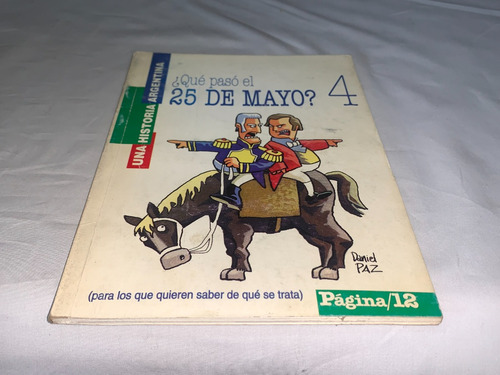 UNA HISTORIA ARGENTINA
¿Qué pasó el
25 DE MAYO? 4
Daniel
PAZ
(para los que quieren saber de qué se trata)
Página/12